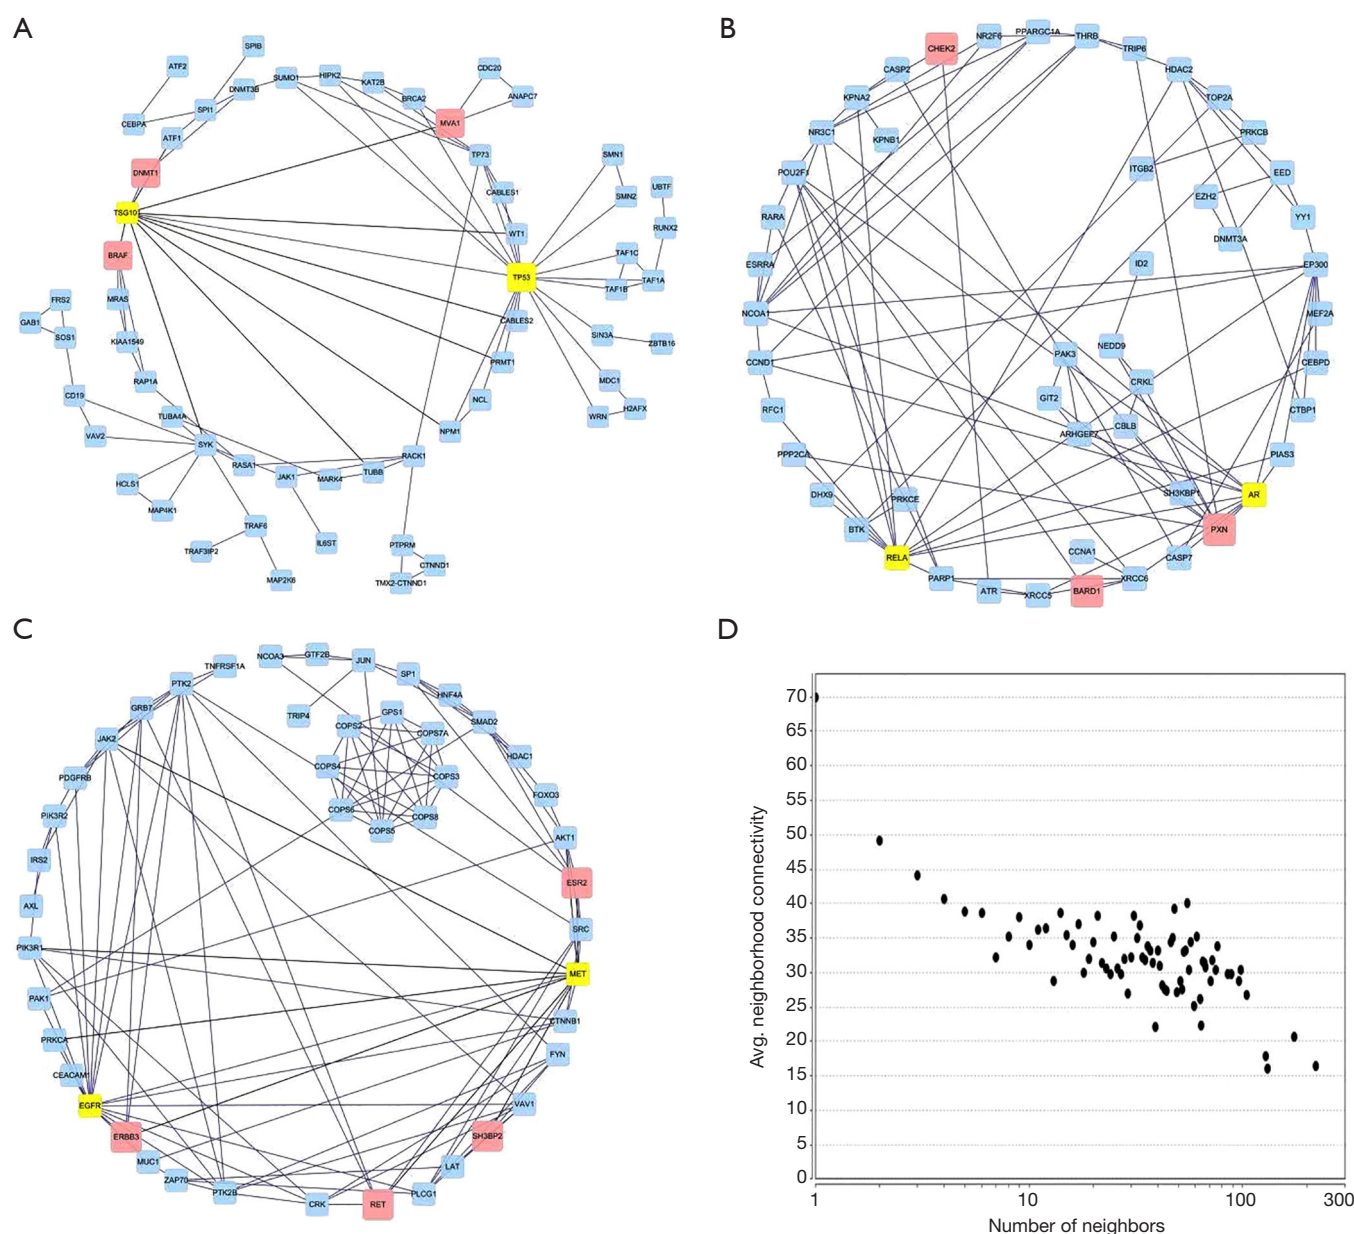 A
SPIB
ATF2
DNMT3B
SUMO1
HIPK2
KAT2B
BRCA2
CDC20
ANAPC7
MVA1
SPI1
CEBPA
ATF1
DNMT1
TSG10
BRAF
TP73
CABLES1
WT1
TP53
SMN1
SMN2
UBTF
RUNX2
TAF1C
TAF1A
TAF1B
CABLES2
SIN3A
ZBTB16
PRMT1
MDC1
H2AFX
WRN
NCL
NPM1
MRAS
KIAA1549
RAP1A
TUBA4A
FRS2
GAB1
SOS1
CD19
VAV2
SYK
RASA1
JAK1
MARK4
TUBB
RACK1
HCLS1
MAP4K1
TRAF6
TRAF3IP2
MAP2K6
IL6ST
PTPRM
CTNND1
TMX2-CTNND1
B
CHEK2
NR2F6
PPARGC1A
THRB
TRIP6
HDAC2
TOP2A
PRKCB
EED
YY1
EP300
MEF2A
CEBPD
CTBP1
PIAS3
AR
PXN
CASP7
XRCC6
BARD1
XRCC5
ATR
PARP1
RELA
BTK
DHX9
PPP2CA
RFC1
CCND1
NCOA1
ESRRA
RARA
POU2F1
NR3C1
KPNA2
CASP2
KPNB1
ITGB2
EZH2
DNMT3A
ID2
NEDD9
PAK3
CRKL
GIT2
CBLB
ARHGEF7
SH3KBP1
PRKCE
CCNA1
C
TNFRSF1A
NCOA3
GTF2B
JUN
SP1
HNF4A
SMAD2
HDAC1
FOXO3
AKT1
ESR2
SRC
MET
CTNNB1
FYN
VAV1
SH3BP2
LAT
PLCG1
RET
CRK
PTK2B
ZAP70
MUC1
ERBB3
EGFR
CEACAM1
PRKCA
PAK1
PIK3R1
AXL
IRS2
PIK3R2
PDGFRB
JAK2
GRB7
PTK2
TRIP4
COPS2
GPS1
COPS7A
COPS4
COPS3
COPS6
COPS8
COPS5
D
Avg. neighborhood connectivity
70
65
60
55
50
45
40
35
30
25
20
15
10
5
0
1
10
100
300
Number of neighbors